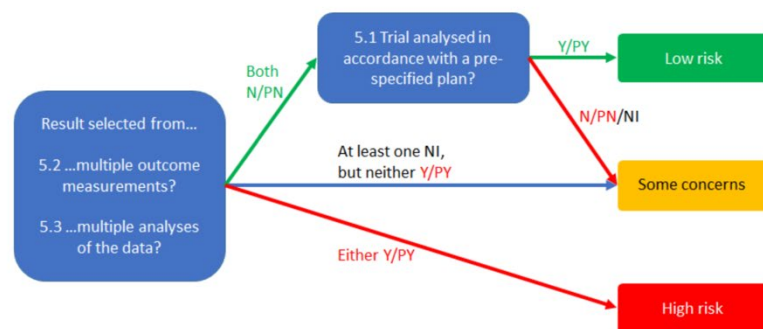 5.1 Trial analysed in
accordance with a pre-
specified plan?
Y/PY
Low risk
Both
N/PN
N/PN/NI
Result selected from…
5.2 …multiple outcome
measurements?
5.3 …multiple analyses
of the data?
At least one NI,
but neither Y/PY
Some concerns
Either Y/PY
High risk